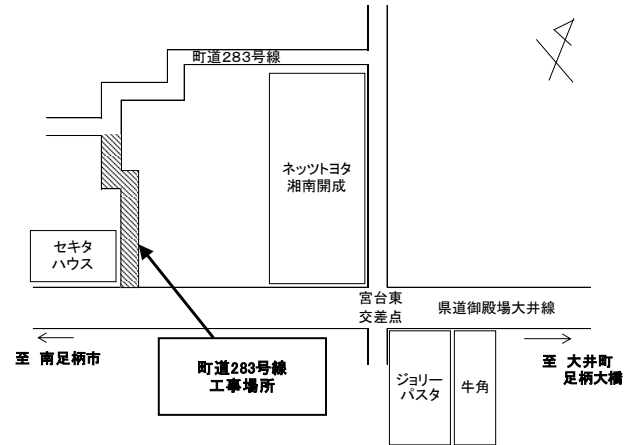 町道283号線
ネッツトヨタ
湘南開成
セキタ
ハウス
宮台東
交差点
県道御殿場大井線
至 南足柄市
町道283号線
工事場所
ジョリー
パスタ
牛角
至 大井町
足柄大橋